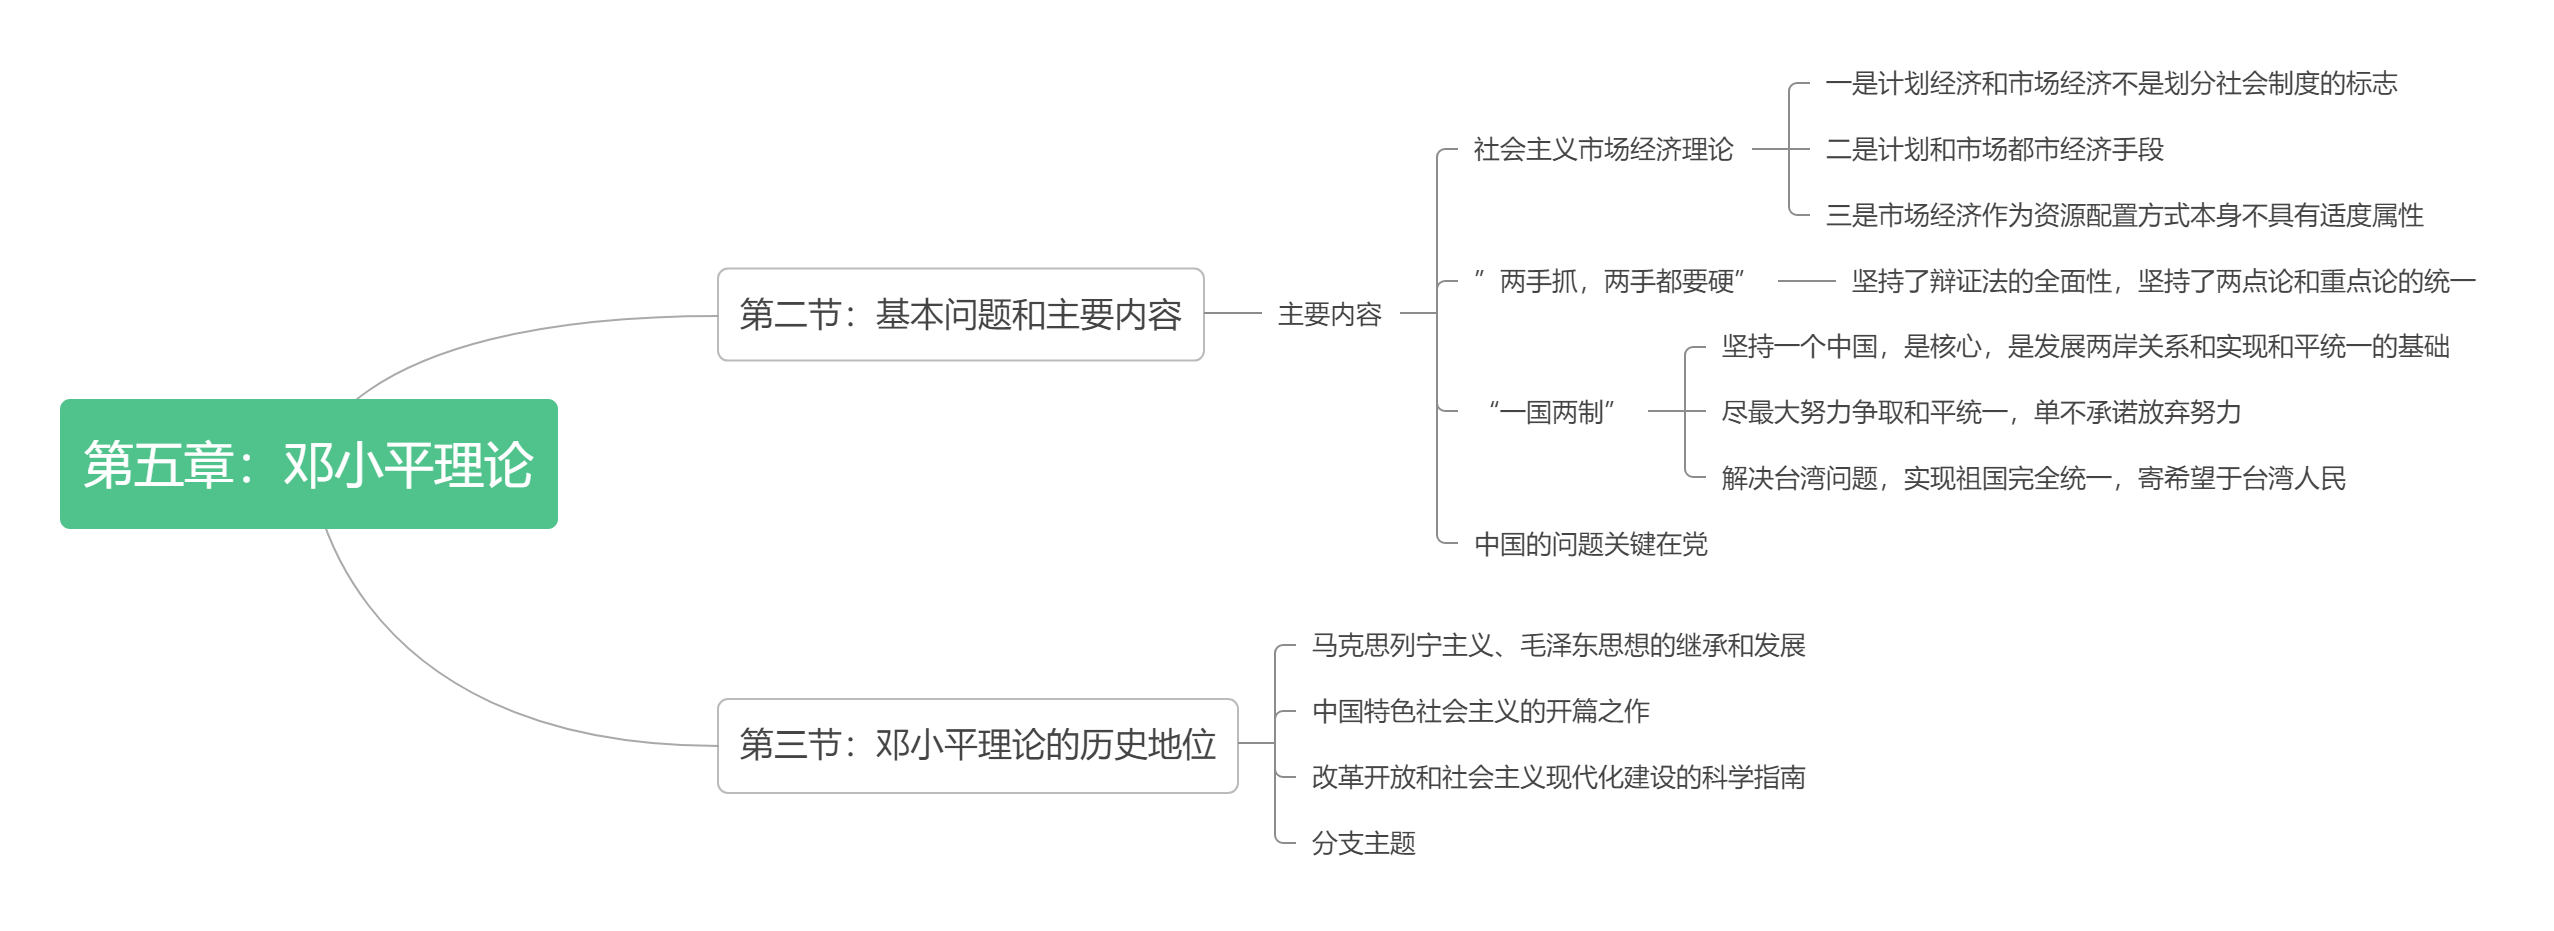 第五章：邓小平理论
第二节：基本问题和主要内容
主要内容
社会主义市场经济理论
一是计划经济和市场经济不是划分社会制度的标志
二是计划和市场都市经济手段
三是市场经济作为资源配置方式本身不具有适度属性
”两手抓，两手都要硬”
坚持了辩证法的全面性，坚持了两点论和重点论的统一
“一国两制”
坚持一个中国，是核心，是发展两岸关系和实现和平统一的基础
尽最大努力争取和平统一，单不承诺放弃努力
解决台湾问题，实现祖国完全统一，寄希望于台湾人民
中国的问题关键在党
第三节：邓小平理论的历史地位
马克思列宁主义、毛泽东思想的继承和发展
中国特色社会主义的开篇之作
改革开放和社会主义现代化建设的科学指南
分支主题